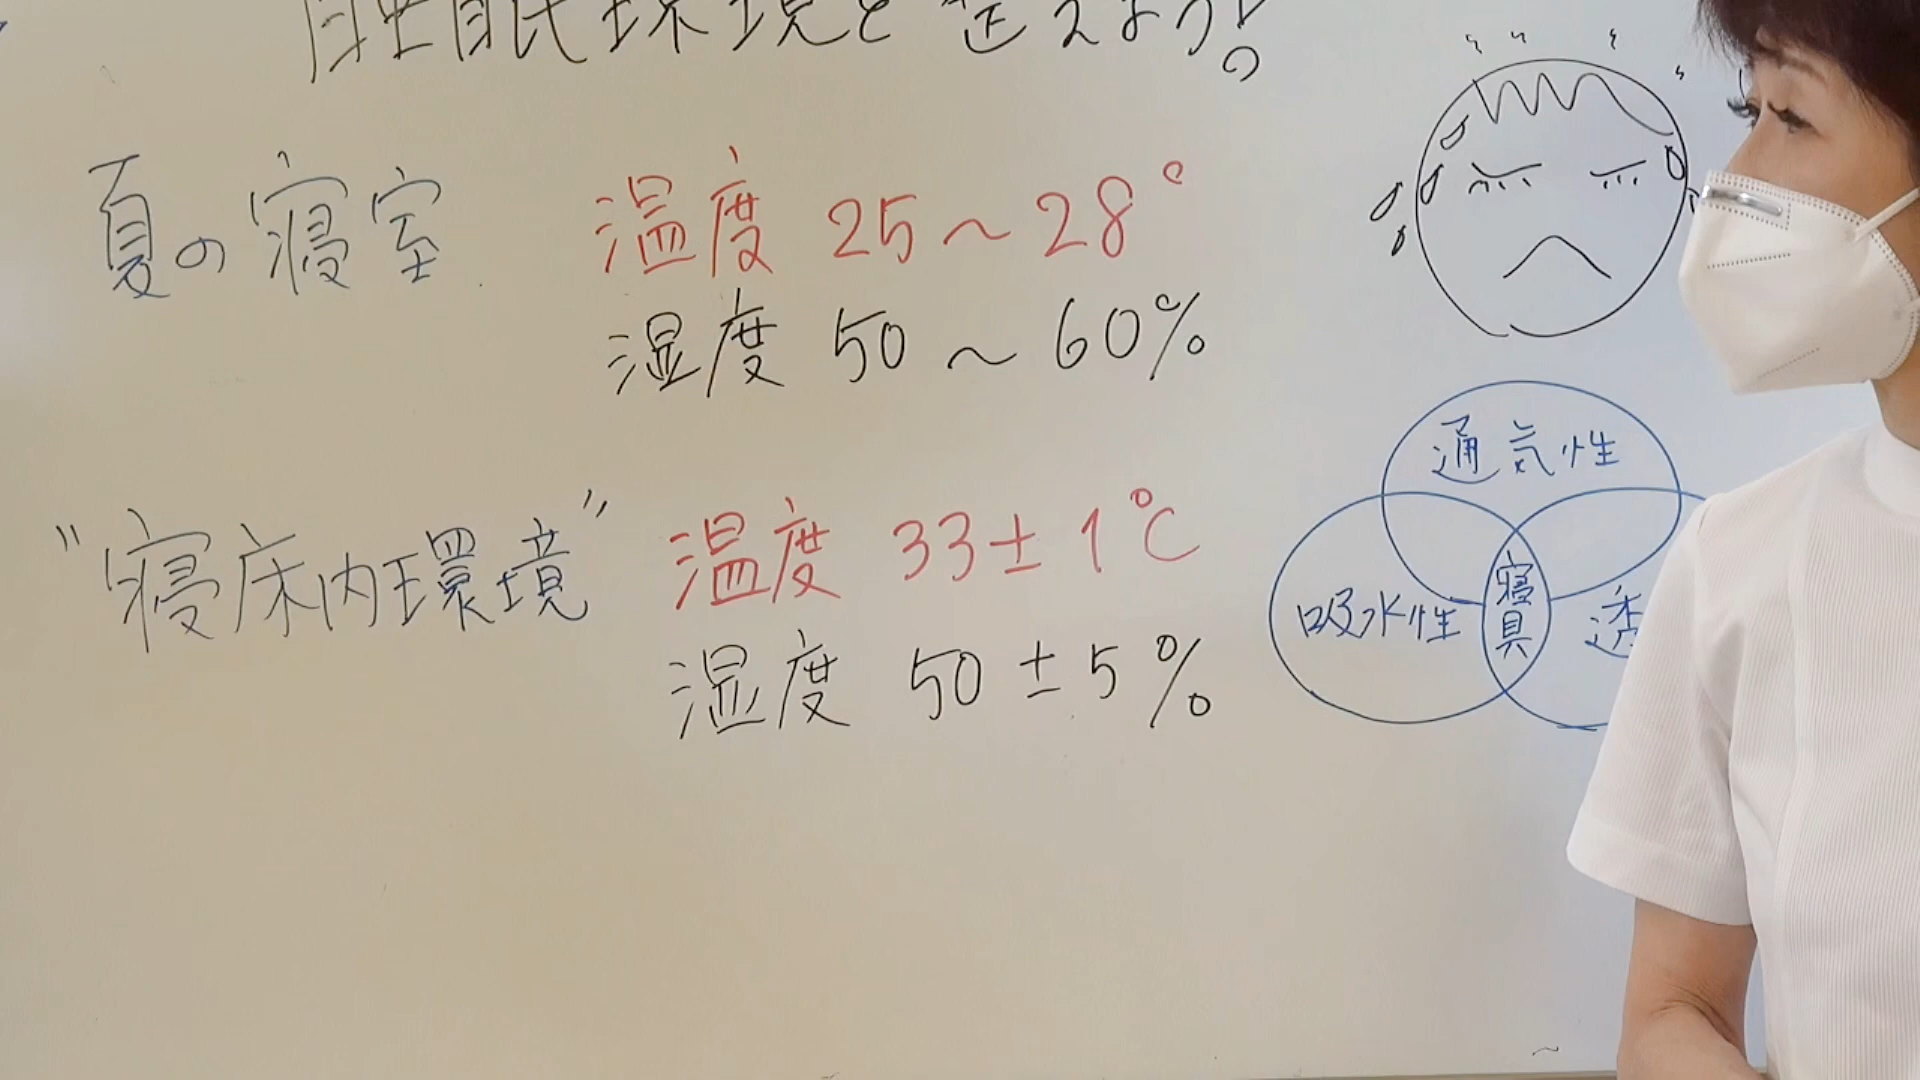 睡眠環境を整えよう!
夏の寝室
温度 25～28°
湿度 50～60%
"寝床内環境"
温度 33±1℃
湿度 50±5%
通気性
吸水性
寝具
透